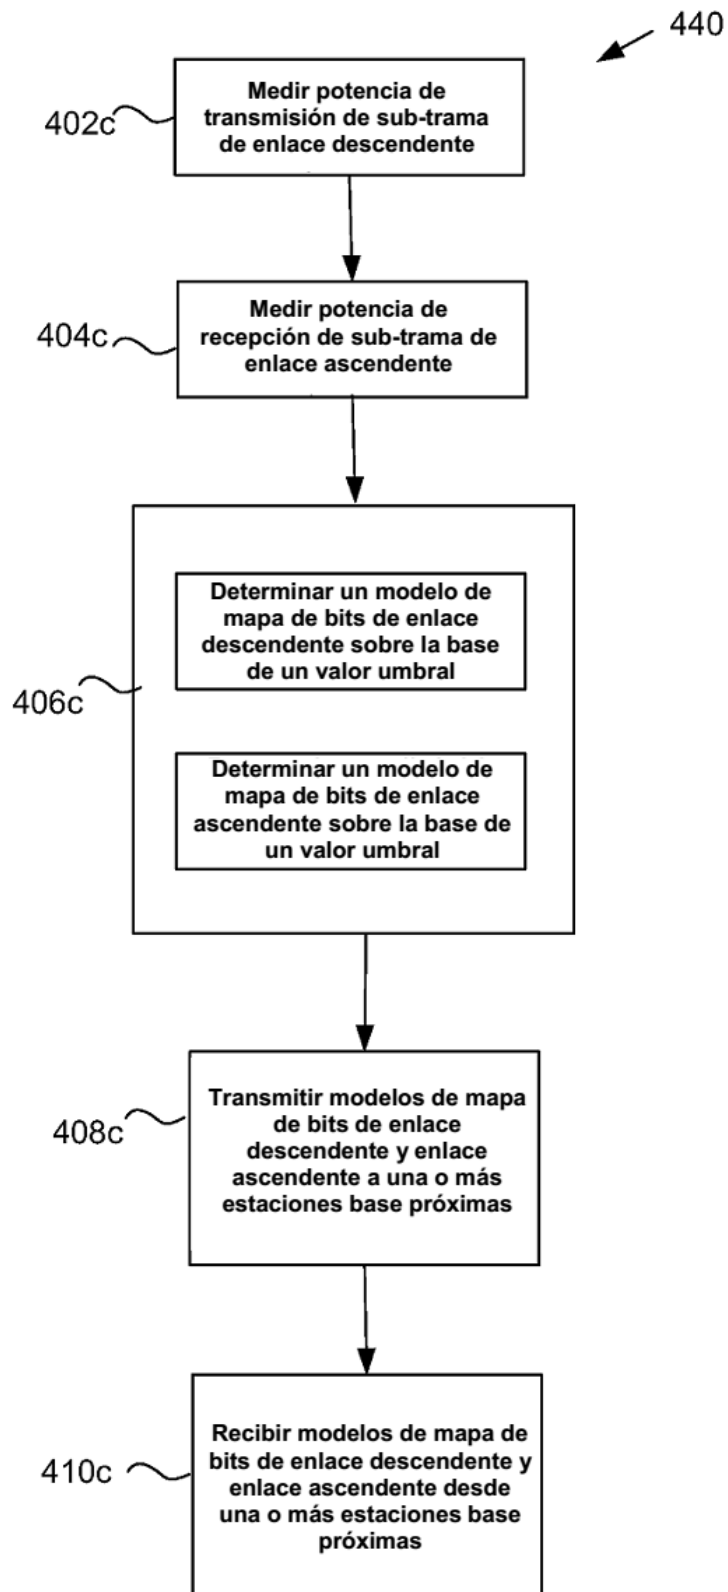 440
Medir potencia de
transmisión de sub-trama
de enlace descendente
402c
Medir potencia de
recepción de sub-trama de
enlace ascendente
404c
Determinar un modelo de
mapa de bits de enlace
descendente sobre la base
de un valor umbral
406c
Determinar un modelo de
mapa de bits de enlace
ascendente sobre la base de
un valor umbral
Transmitir modelos de mapa
de bits de enlace
descendente y enlace
ascendente a una o más
estaciones base próximas
408c
Recibir modelos de mapa de
bits de enlace descendente y
enlace ascendente desde
una o más estaciones base
próximas
410c